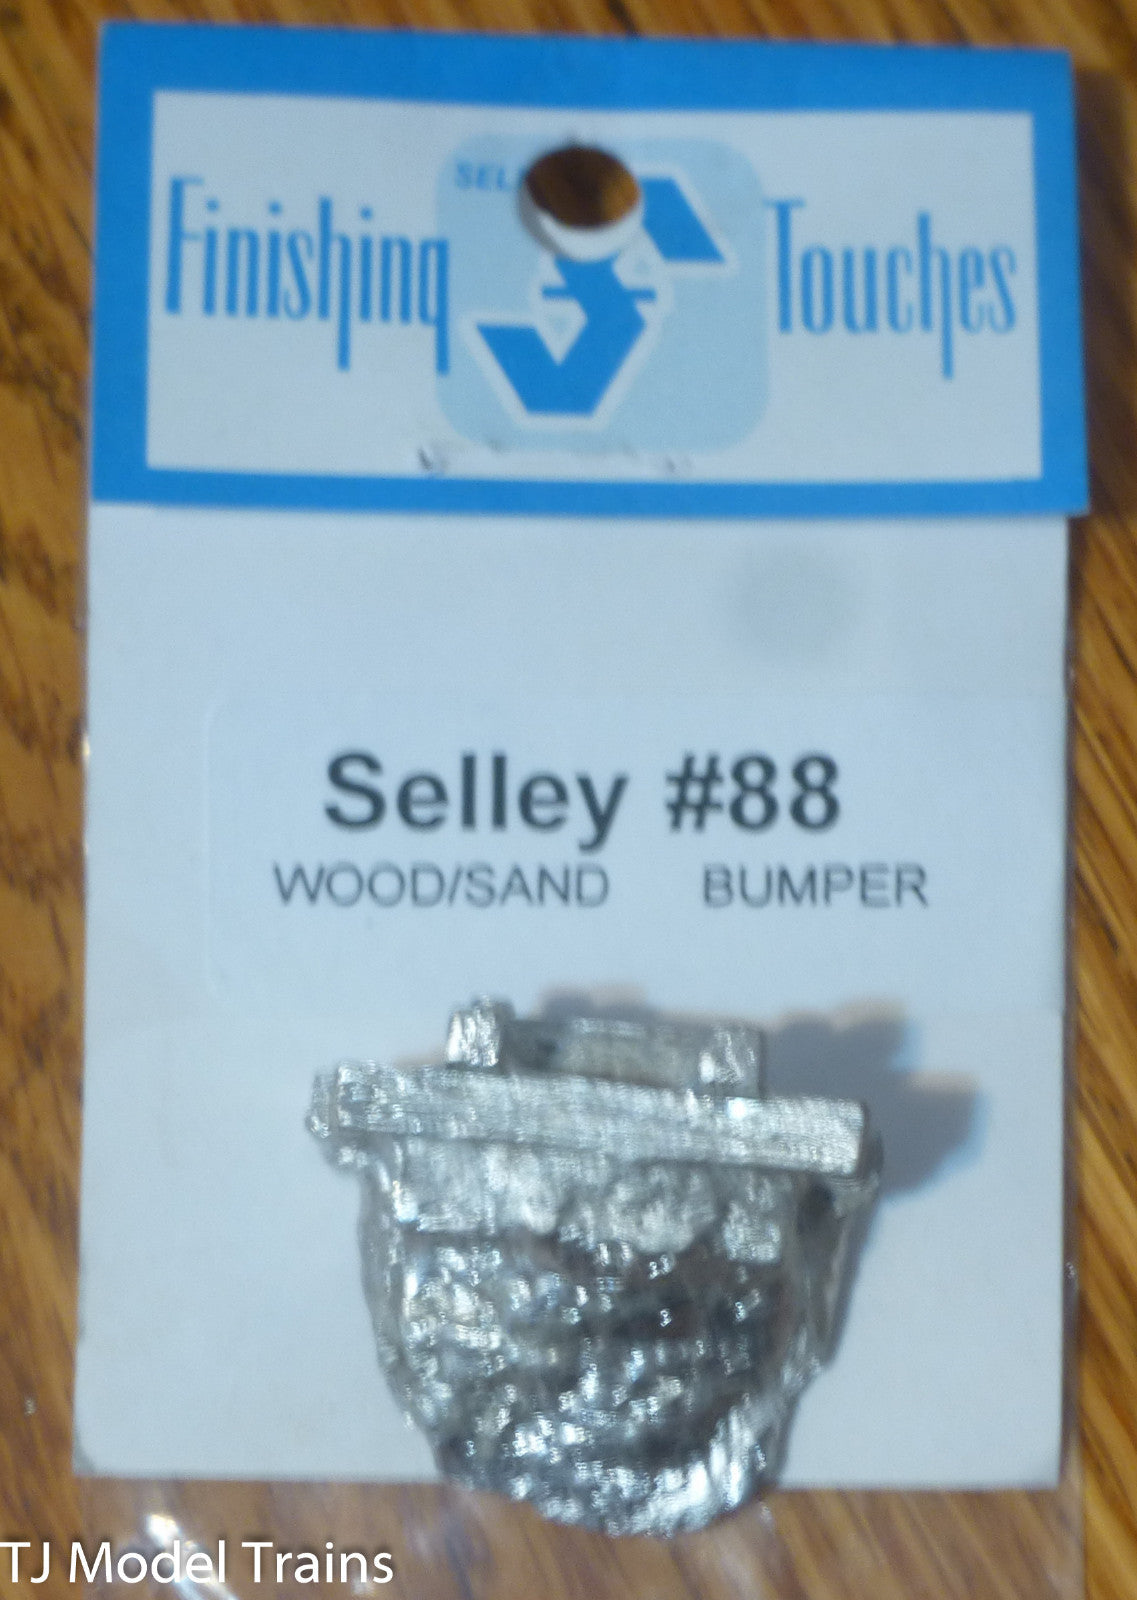 Finishing Touches
Selley #88
WOOD/SAND BUMPER
TJ Model Trains